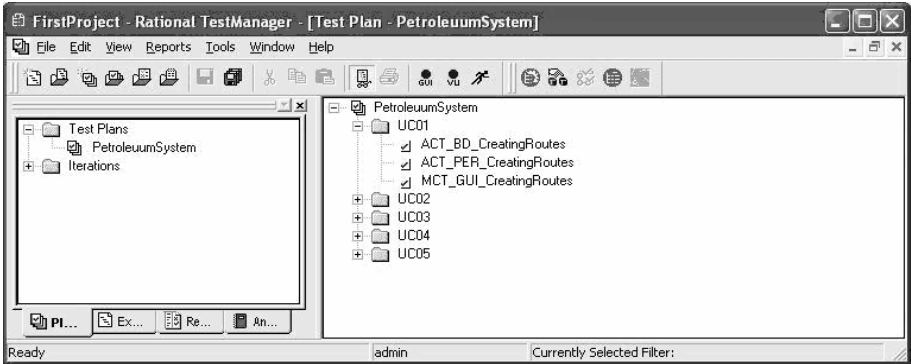 FirstProject - Rational TestManager - [Test Plan - PetroleuumSystem]
File Edit View Reports Tools Window Help
GUI VU
Test Plans
PetroleuumSystem
Iterations
Pl... Ex... Re... An...
PetroleuumSystem
UC01
ACT_BD_CreatingRoutes
ACT_PER_CreatingRoutes
MCT_GUI_CreatingRoutes
UC02
UC03
UC04
UC05
Ready admin Currently Selected Filter: